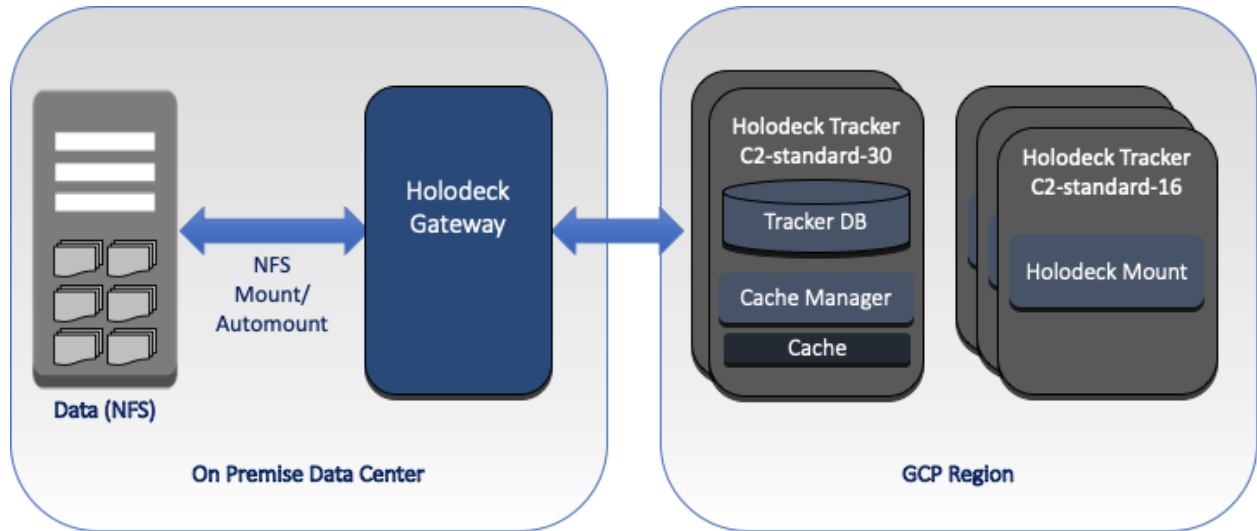 Data (NFS)
NFS
Mount/
Automount
Holodeck
Gateway
On Premise Data Center
Holodeck Tracker
C2-standard-30
Tracker DB
Cache Manager
Cache
Holodeck Tracker
C2-standard-16
Holodeck Mount
GCP Region